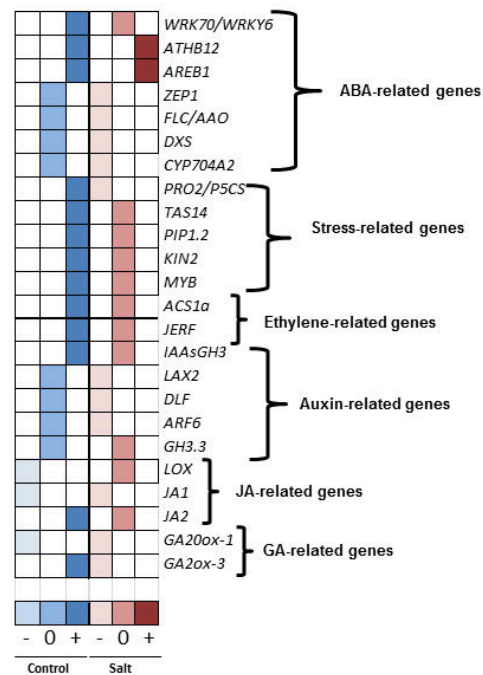 WRK70/WRKY6
ATHB12
AREB1
ZEP1
FLC/AAO
DXS
CYP704A2
ABA-related genes
PRO2/P5CS
TAS14
PIP1.2
KIN2
MYB
Stress-related genes
ACS1a
JERF
Ethylene-related genes
IAAsGH3
LAX2
DLF
ARF6
GH3.3
Auxin-related genes
LOX
JA1
JA2
JA-related genes
GA20ox-1
GA2ox-3
GA-related genes
- 0 + - 0 +
Control Salt